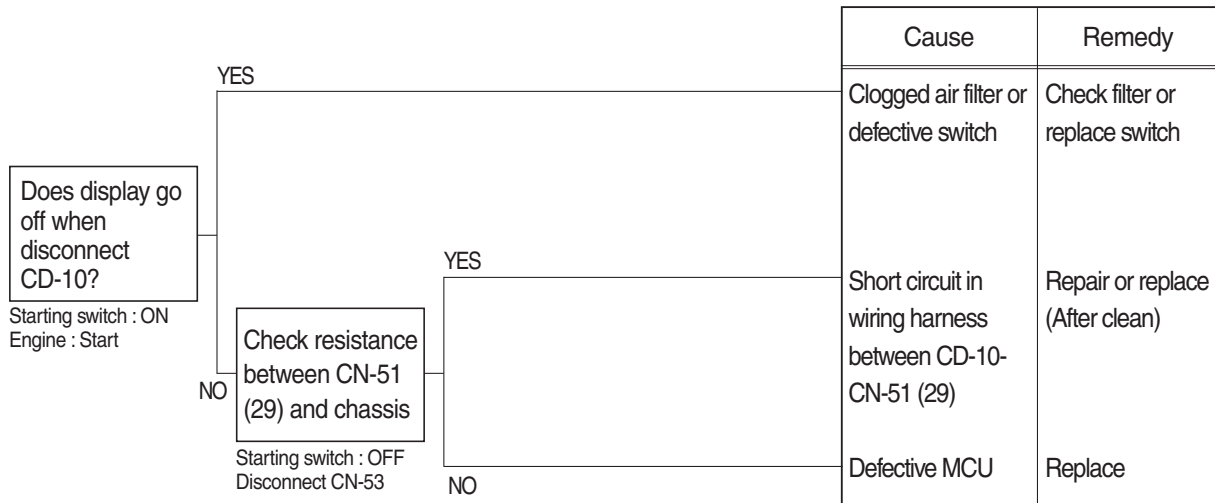 Cause
Remedy
YES
Clogged air filter or
defective switch
Check filter or
replace switch
Does display go
off when
disconnect
CD-10?
Starting switch : ON
Engine : Start
YES
Short circuit in
wiring harness
between CD-10-
CN-51 (29)
Repair or replace
(After clean)
NO
Check resistance
between CN-51
(29) and chassis
Starting switch : OFF
Disconnect CN-53
NO
Defective MCU
Replace